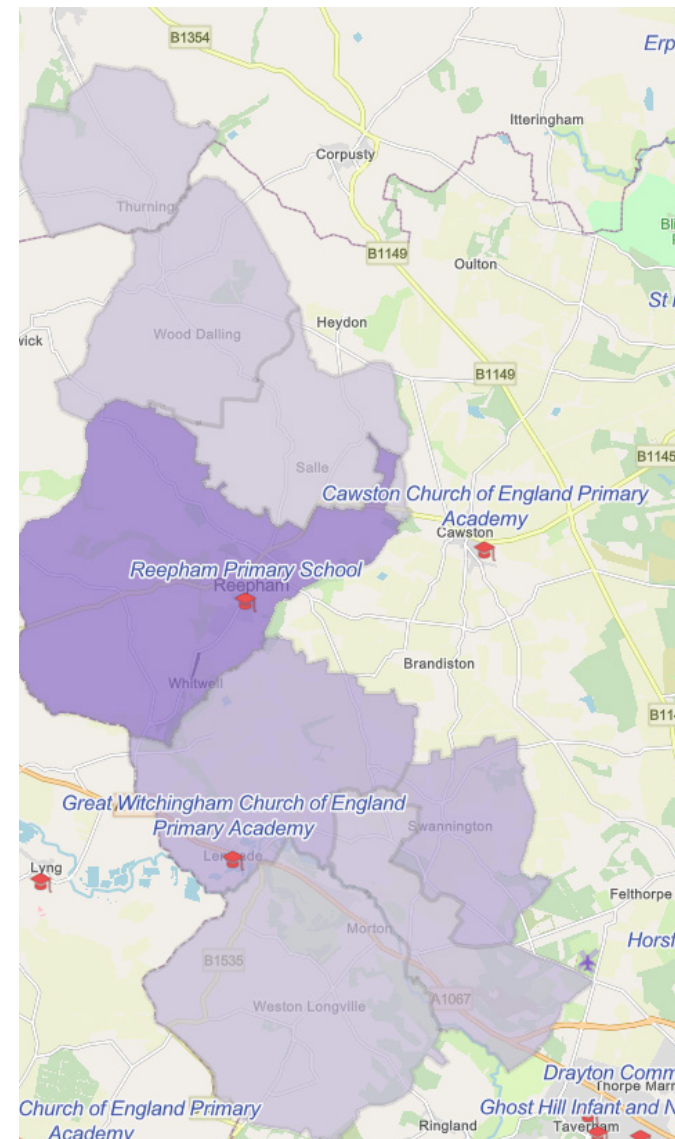 B1354
Erp
Itteringham
Corpusty
Thurning
B1149
Oulton
Bli
St
Heydon
wick
Wood Dalling
B1149
B1145
Salle
Cawston Church of England Primary
Academy
Cawston
Reepham Primary School
Reepham
Brandiston
Whitwell
B114
Great Witchingham Church of England
Primary Academy
Swannington
Lenwade
Lyng
Felthorpe
Morton
Horsf
B1535
A1067
Weston Longville
Drayton Comm
Thorpe Marr
Church of England Primary
Academy
Ghost Hill Infant and N
Ringland
Taverham